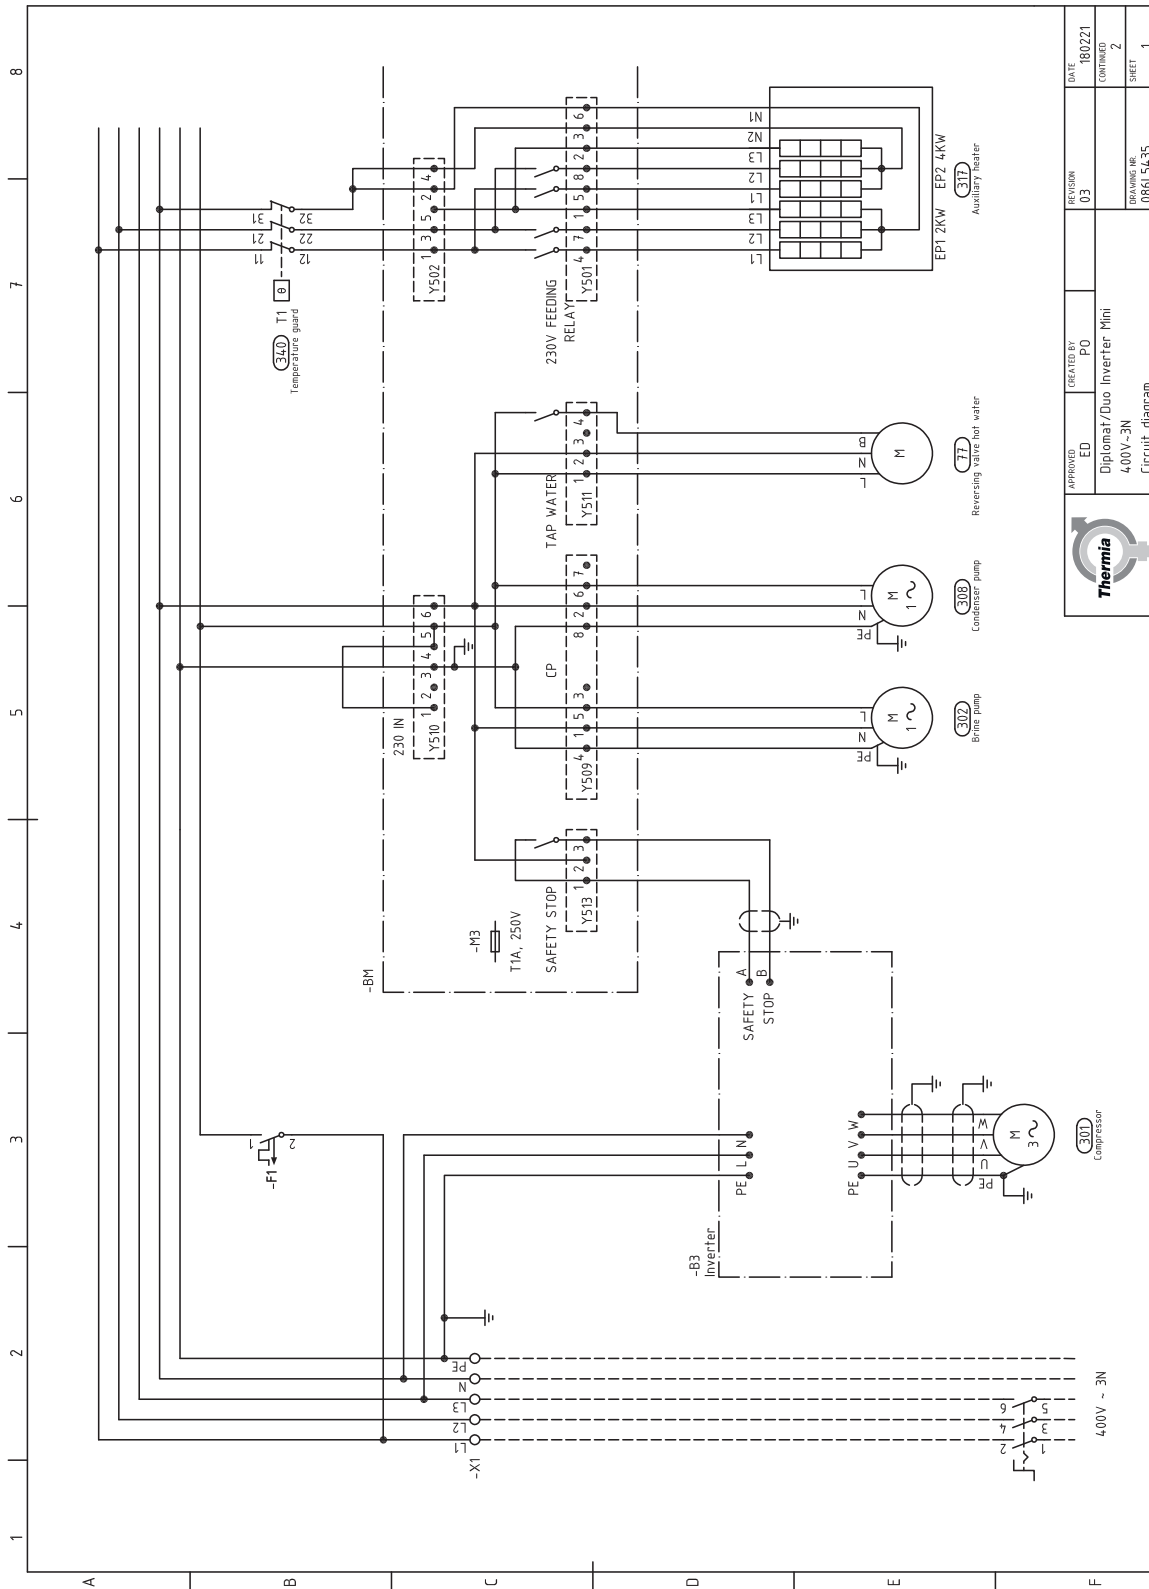 1
2
3
4
5
6
7
8
A
B
C
D
E
F
-X1
L1
L2
L3
N
PE
2
4
6
1
3
5
400V ~ 3N
-F1
1
2
-B3
Inverter
PE L N
PE U V W
PE
U
V
W
M
3
301
Compressor
SAFETY A
STOP B
-BM
-M3
T1A, 250V
SAFETY STOP
Y513
1 2 3
230 IN
Y510
1 2 3 4 5 6
Y509
4 1 5 3
CP
8 2 6 7
PE
N
L
M
1
302
Brine pump
PE
N
L
M
1
308
Condenser pump
TAP WATER
Y511
1 2 3 4
L
N
B
M
77
Reversing valve hot water
340 T1 θ
Temperature guard
11
21
31
12
22
32
Y502
1 3 5 2 4
230V FEEDING
RELAY
Y501
4 7 1 5 8 2 3 6
L1
L2
L3
L1
L2
L3
N2
N1
EP1 2KW
EP2 4KW
317
Auxiliary heater
Thermia
APPROVED
ED
CREATED BY
PO
REVISION
03
DATE
180221
Diplomat/Duo Inverter Mini
400V~3N
Circuit diagram
CONTINUED
2
DRAWING NR.
086L5435
SHEET
1